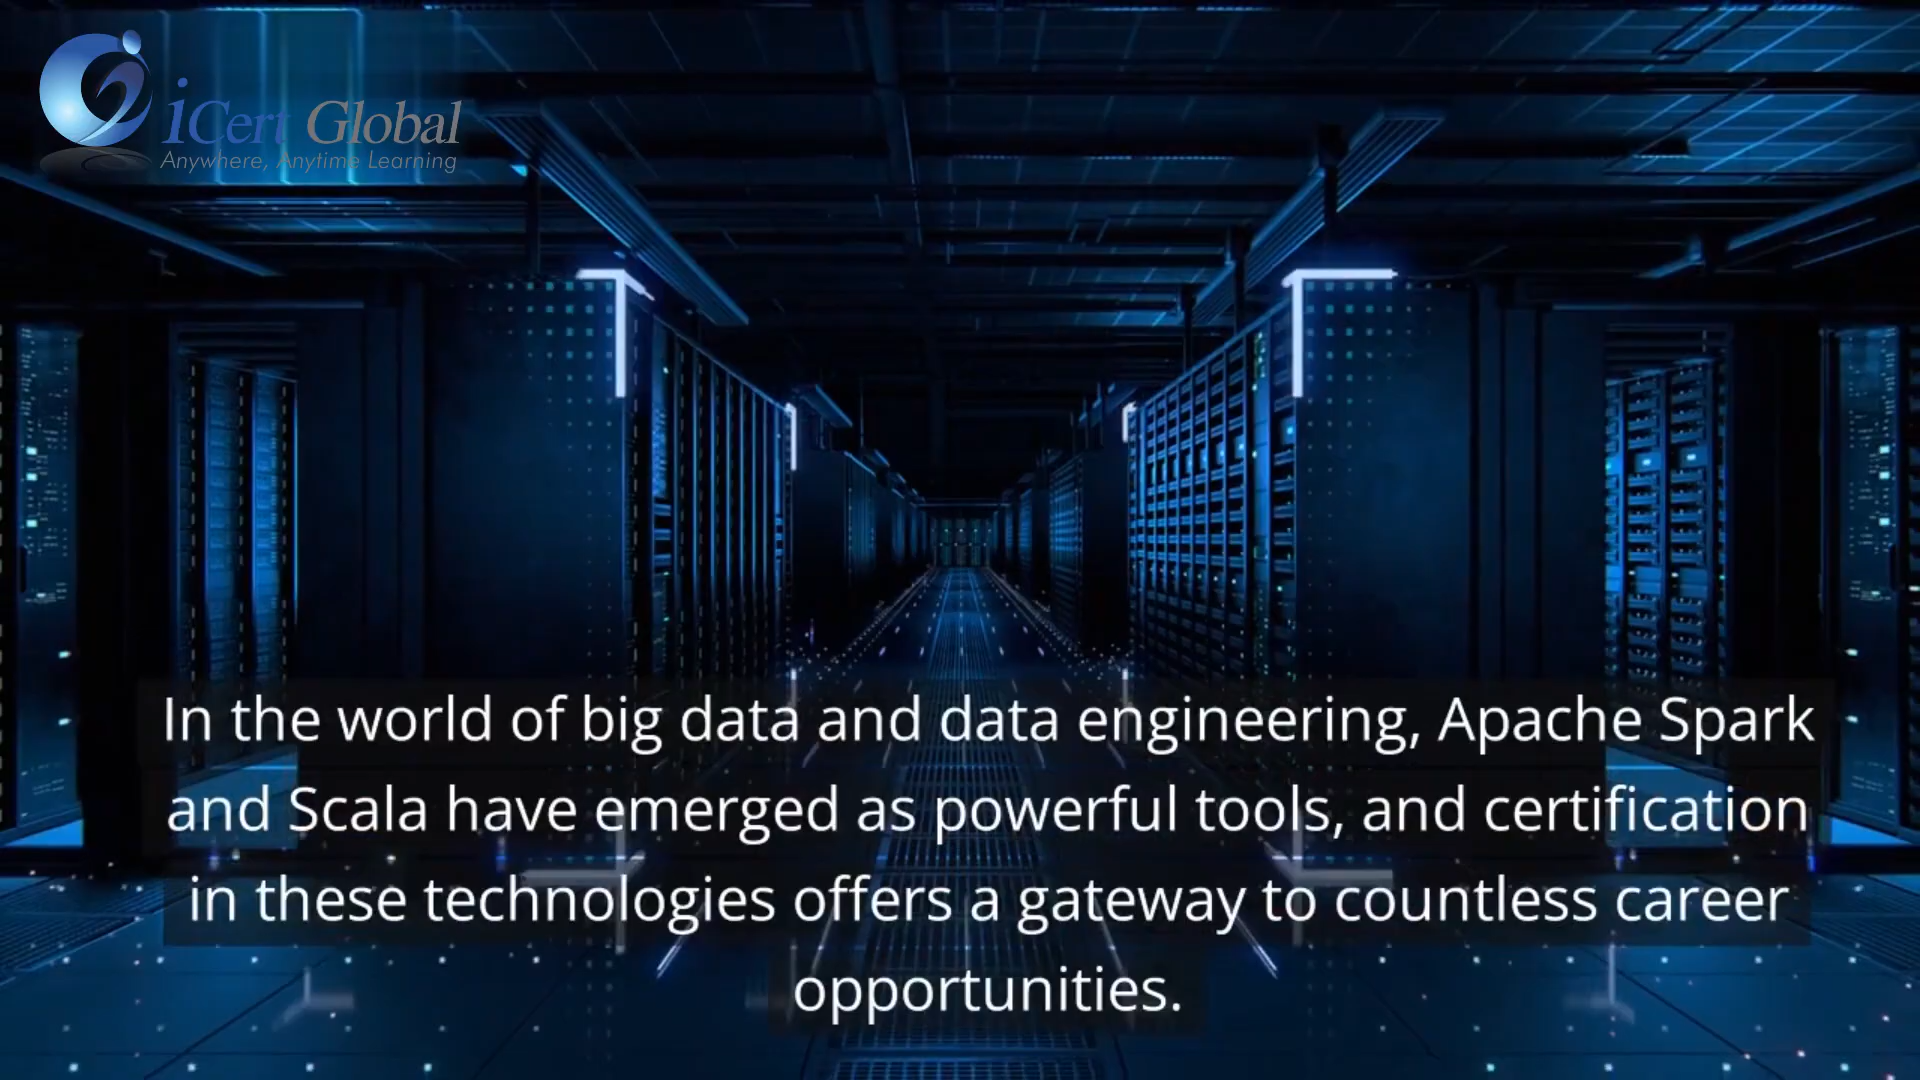 iCert Global
Anywhere, Anytime Learning
In the world of big data and data engineering, Apache Spark
and Scala have emerged as powerful tools, and certification
in these technologies offers a gateway to countless career
opportunities.